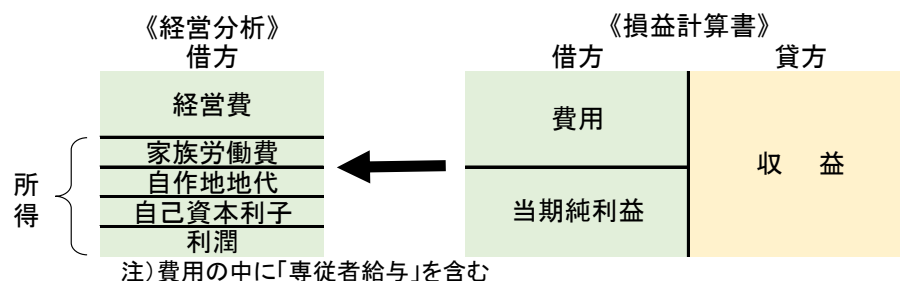 《経営分析》
借方
経営費
家族労働費
自作地地代
自己資本利子
利潤
所得
《損益計算書》
借方
貸方
費用
当期純利益
収 益
注)費用の中に「専従者給与」を含む